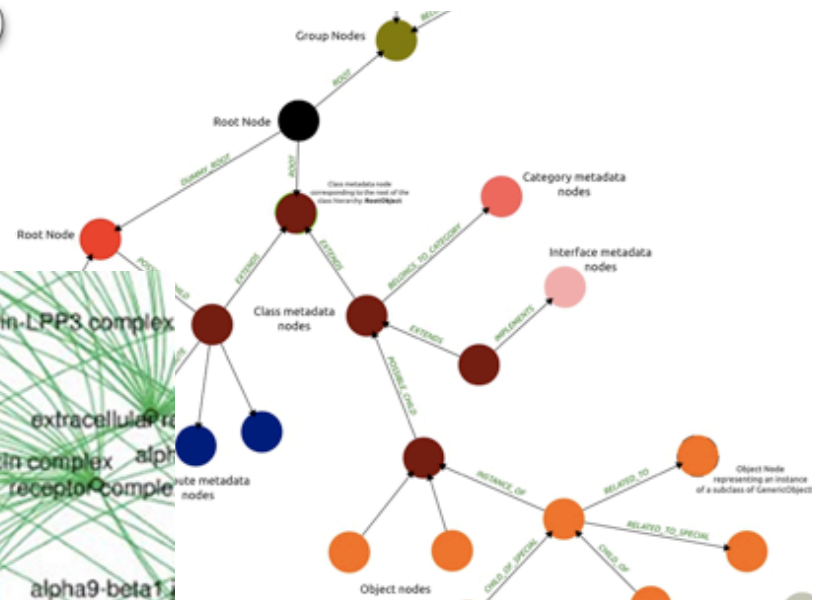 Group Nodes
ROOT
Root Node
DUMMY_ROOT
ROOT
Class metadata node
corresponding to the root of the
class hierarchy: RootObject
Category metadata
nodes
Root Node
EXTENDS
EXTENDS
BELONGS_TO_CATEGORY
Interface metadata
nodes
Class metadata
nodes
EXTENDS
IMPLEMENTS
in-LPP3 complex
POSSIBLE_CHILD
extracellular
complex
receptor comple
metadata
nodes
INSTANCE_OF
RELATED_TO
Object Node
representing an instance
of a subclass of GenericObject
RELATED_TO_SPECIAL
CHILD_OF_SPECIAL
CHILD_OF
Object nodes
alpha9-beta1